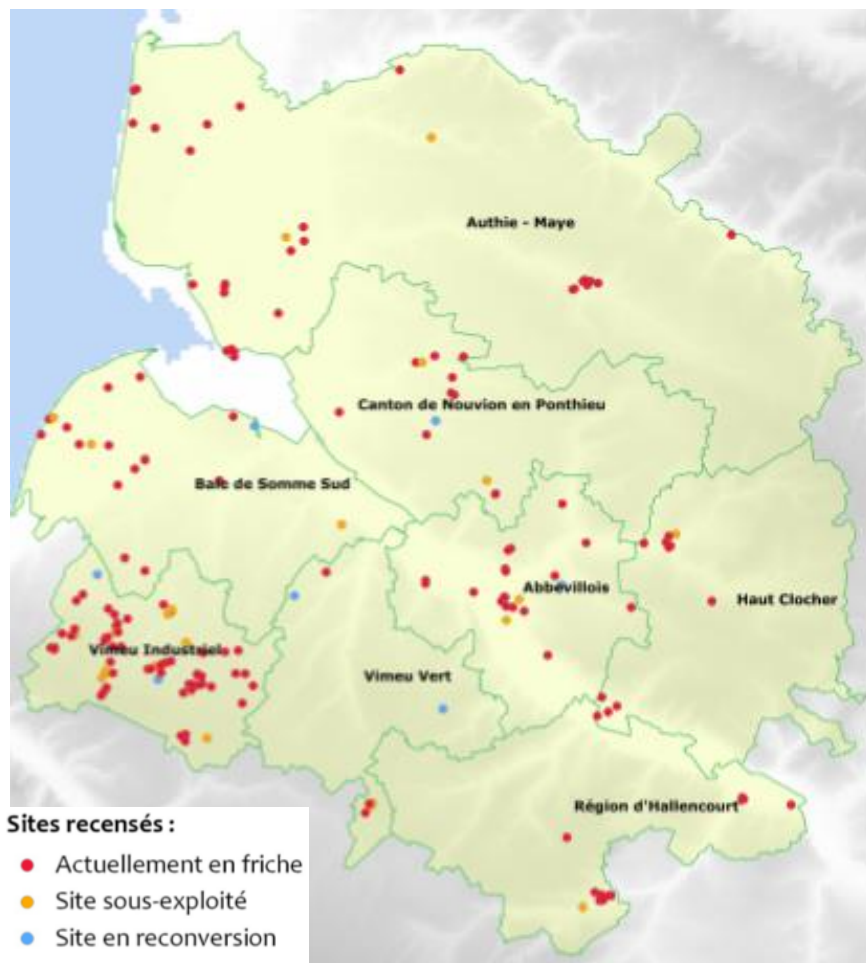 Authie - Maye
Canton de Nouvion en Ponthieu
Baie de Somme Sud
Abbevillois
Haut Clocher
Vimeu Industriel
Vimeu Vert
Région d'Hallencourt
Sites recensés :
Actuellement en friche
Site sous-exploité
Site en reconversion